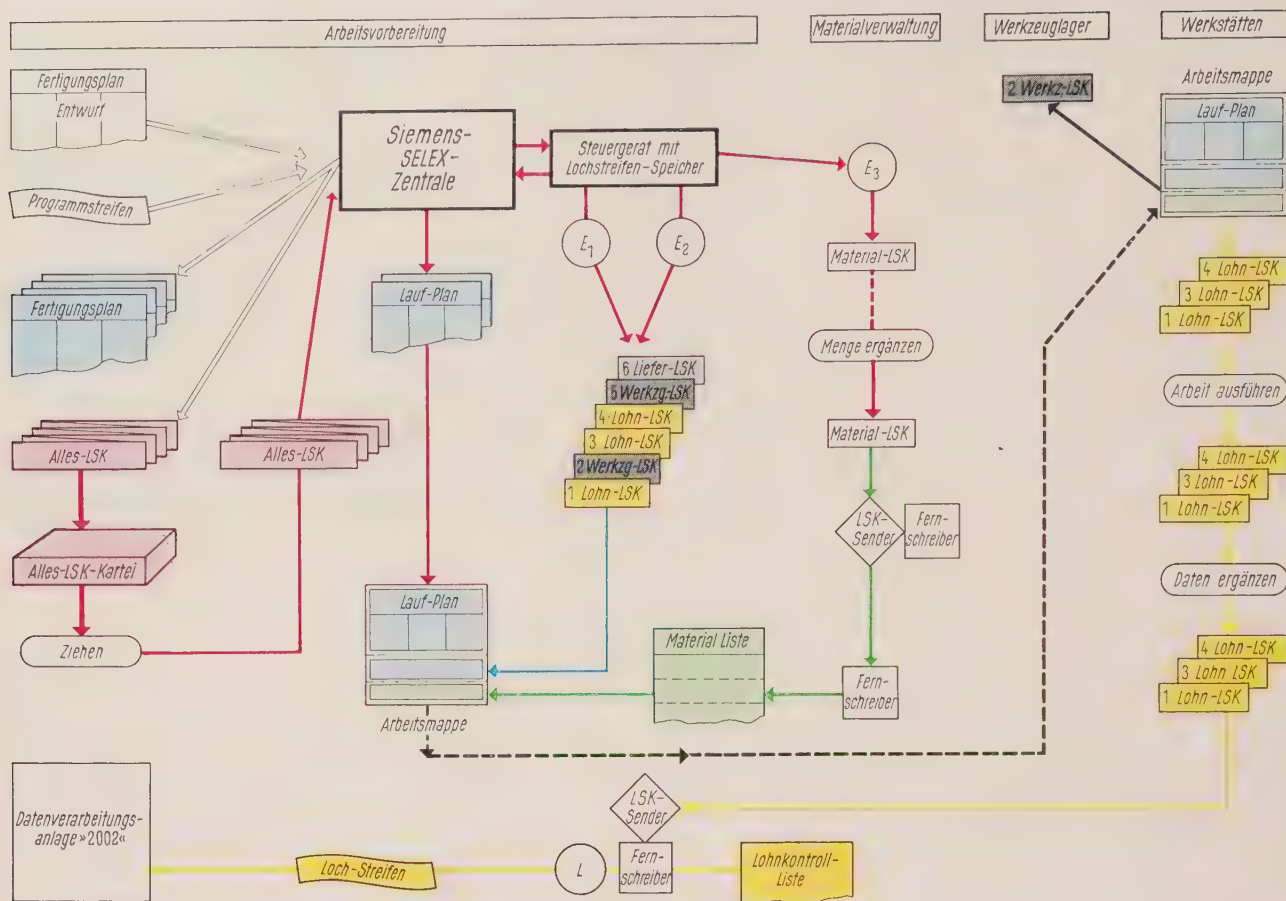 Arbeitsvorbereitung
Materialverwaltung
Werkzeuglager
Werkstätten
Fertigungsplan
Entwurf
Programmstreifen
Fertigungsplan
Alles-LSK
Alles-LSK-Kartei
Ziehen
Alles-LSK
Siemens-
SELEX-
Zentrale
Steuergerät mit
Lochstreifen-Speicher
E1
E2
Lauf-Plan
6 Liefer-LSK
5 Werkzg-LSK
4 Lohn-LSK
3 Lohn-LSK
2 Werkzg-LSK
1 Lohn-LSK
Lauf-Plan
Arbeitsmappe
E3
Material-LSK
Menge ergänzen
Material-LSK
LSK-
Sender
Fern-
schreiber
Fern-
schreiber
Material Liste
2 Werkz-LSK
Arbeitsmappe
Lauf-Plan
4 Lohn-LSK
3 Lohn-LSK
1 Lohn-LSK
Arbeit ausführen
4 Lohn-LSK
3 Lohn-LSK
1 Lohn-LSK
Daten ergänzen
4 Lohn-LSK
3 Lohn LSK
1 Lohn-LSK
LSK-
Sender
Fern-
schreiber
L
Lohnkontroll-
Liste
Loch-Streifen
Datenverarbeitungs-
anlage »2002«